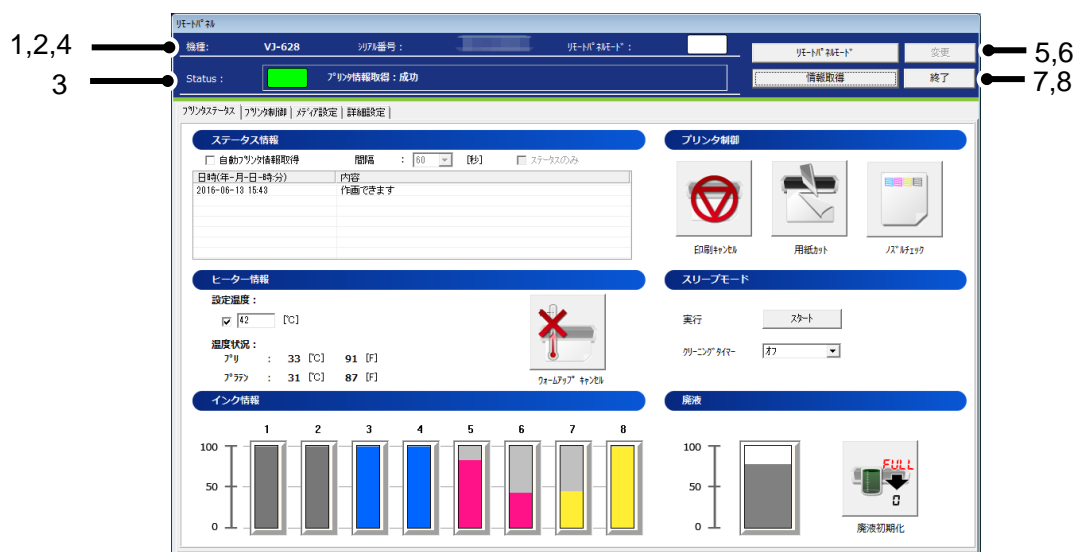 リモートパネル
1,2,4
機種: VJ-628 シリアル番号: リモートパネルモード: リモートパネルモード 変更
5,6
3
Status: プリンタ情報取得:成功 情報取得 終了
7,8
プリンタステータス プリンタ制御 メディア設定 詳細設定
ステータス情報 プリンタ制御
自動プリンタ情報取得 間隔 : 60 [秒] ステータスのみ
日時(年-月-日-時:分) 内容
2016-06-13 15:43 作画できます
印刷キャンセル 用紙カット ノズルチェック
ヒーター情報 スリープモード
設定温度:
42 [℃]
実行 スタート
温度状況:
プリ : 33 [℃] 91 [F]
クリーニングタイマー オフ
プラテン : 31 [℃] 87 [F]
ウォームアップ キャンセル
インク情報 廃液
1 2 3 4 5 6 7 8
100 100
FULL
50 50
0
0 0
廃液初期化